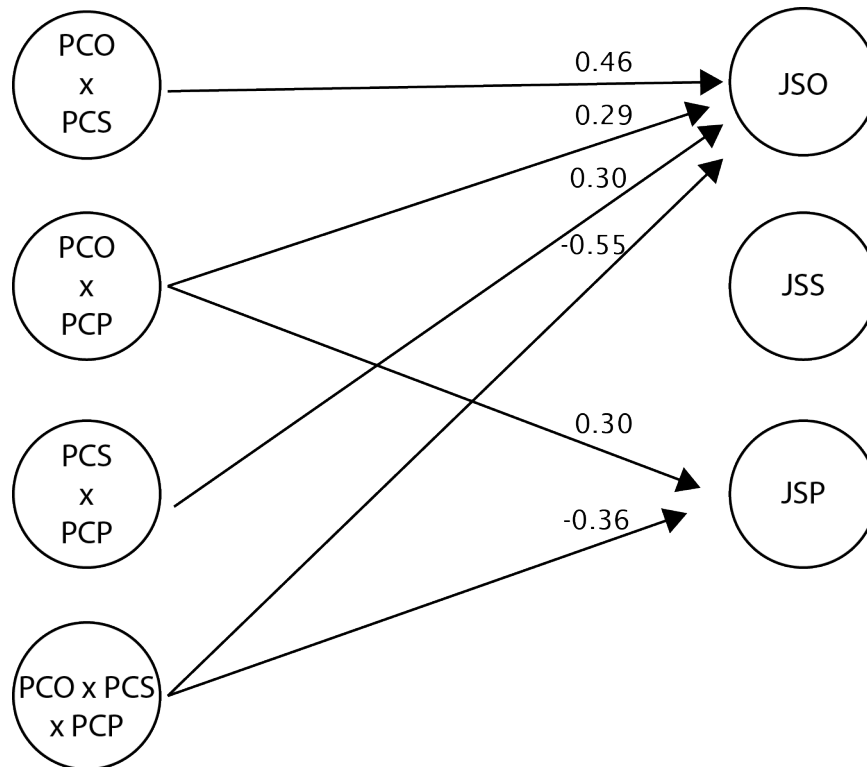 PCO
x
PCS
0.46
JSO
0.29
0.30
PCO
x
PCP
-0.55
JSS
0.30
PCS
x
PCP
JSP
-0.36
PCO x PCS
x PCP